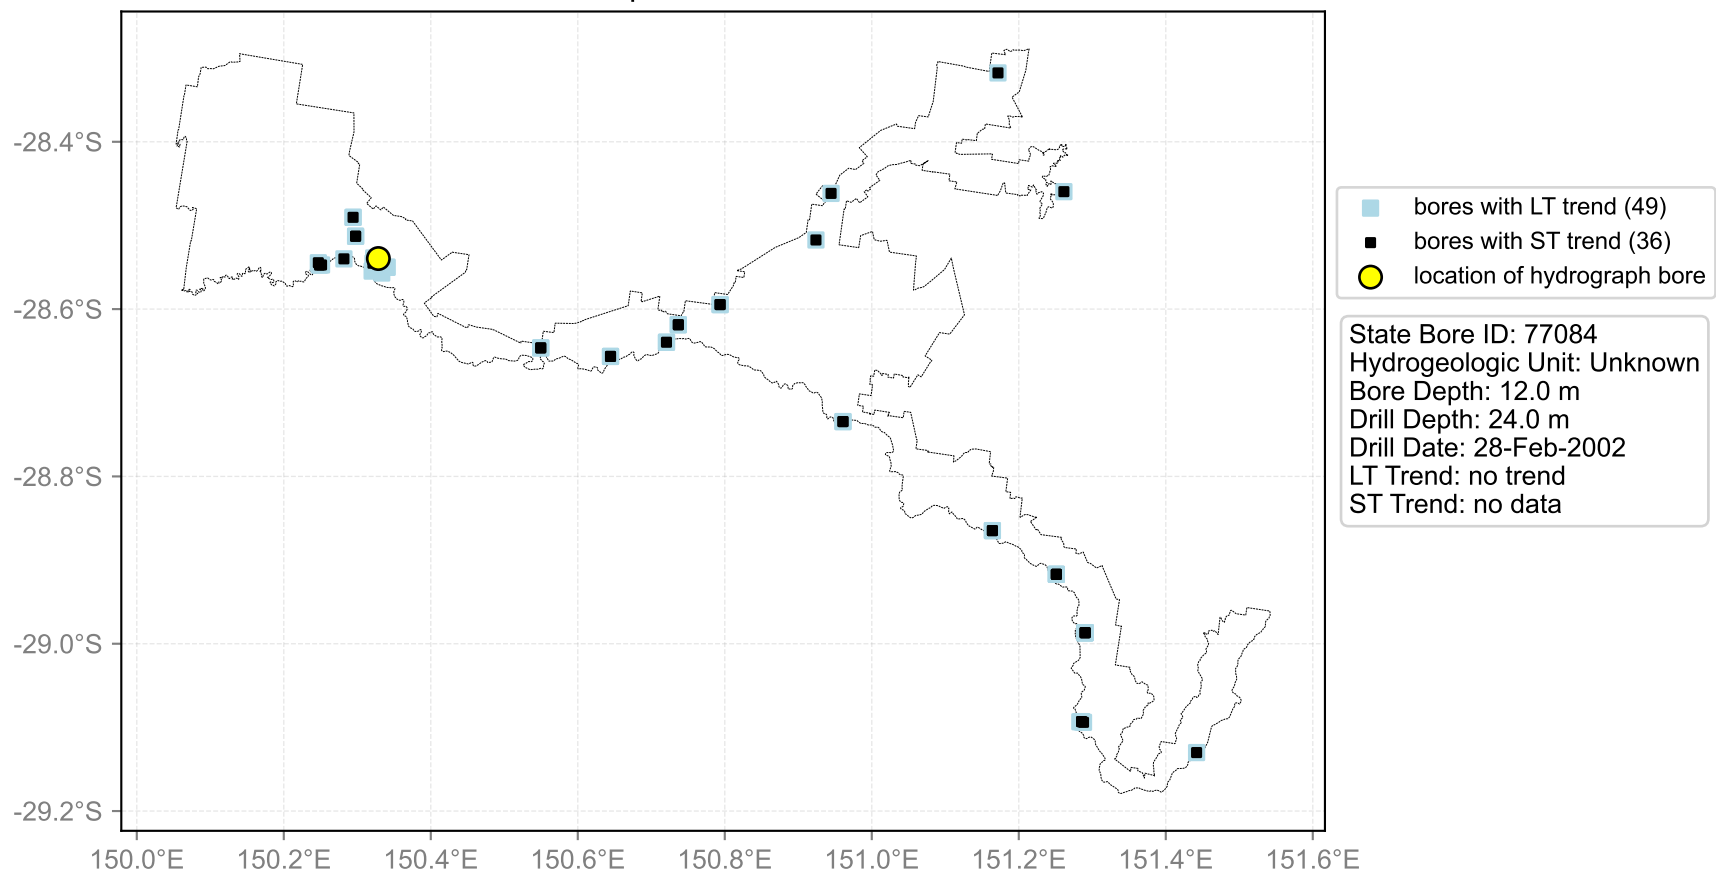 -28.4°S
-28.6°S
-28.8°S
-29.0°S
-29.2°S
150.0°E 150.2°E 150.4°E 150.6°E 150.8°E 151.0°E 151.2°E 151.4°E 151.6°E
bores with LT trend (49)
bores with ST trend (36)
location of hydrograph bore
State Bore ID: 77084
Hydrogeologic Unit: Unknown
Bore Depth: 12.0 m
Drill Depth: 24.0 m
Drill Date: 28-Feb-2002
LT Trend: no trend
ST Trend: no data